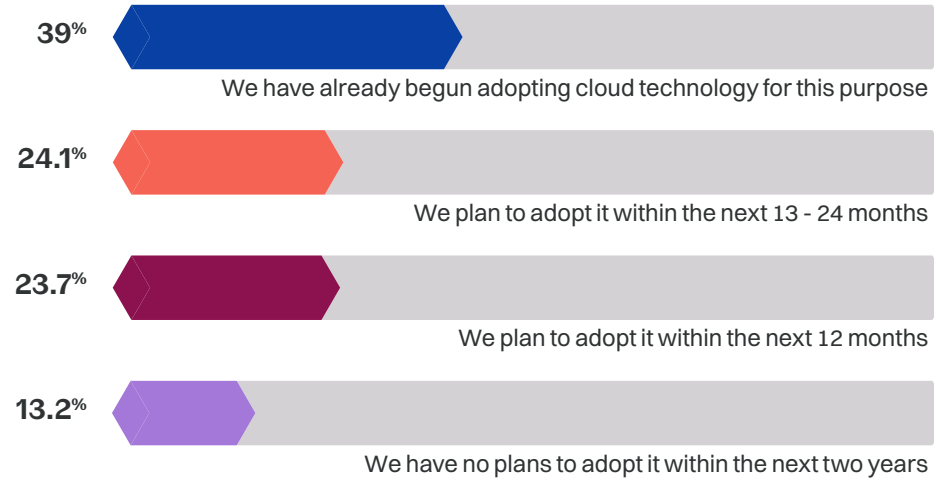 39%
We have already begun adopting cloud technology for this purpose
24.1%
We plan to adopt it within the next 13 - 24 months
23.7%
We plan to adopt it within the next 12 months
13.2%
We have no plans to adopt it within the next two years